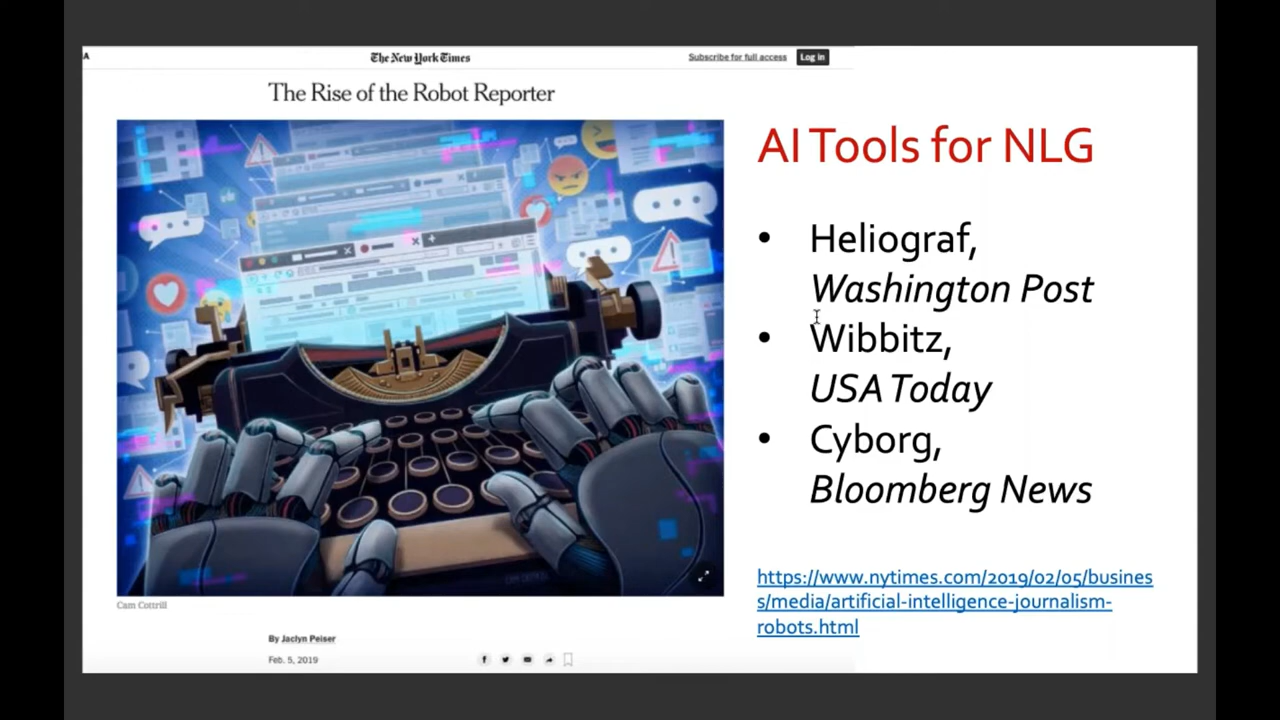 A
The New York Times
Subscribe for full access
Log in
The Rise of the Robot Reporter
CAM COTTRILL
Cam Cottrill
By Jaclyn Peiser
Feb. 5, 2019
AI Tools for NLG
• Heliograf,
Washington Post
• Wibbitz,
USA Today
• Cyborg,
Bloomberg News
https://www.nytimes.com/2019/02/05/busines
s/media/artificial-intelligence-journalism-
robots.html